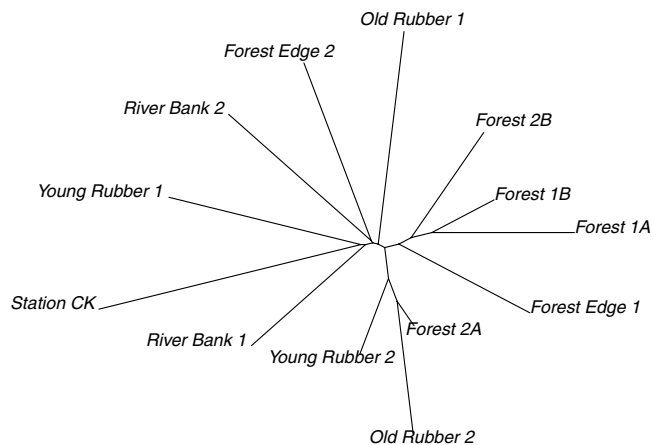 Old Rubber 1
Forest Edge 2
River Bank 2
Forest 2B
Young Rubber 1
Forest 1B
Forest 1A
Station CK
Forest Edge 1
River Bank 1
Forest 2A
Young Rubber 2
Old Rubber 2